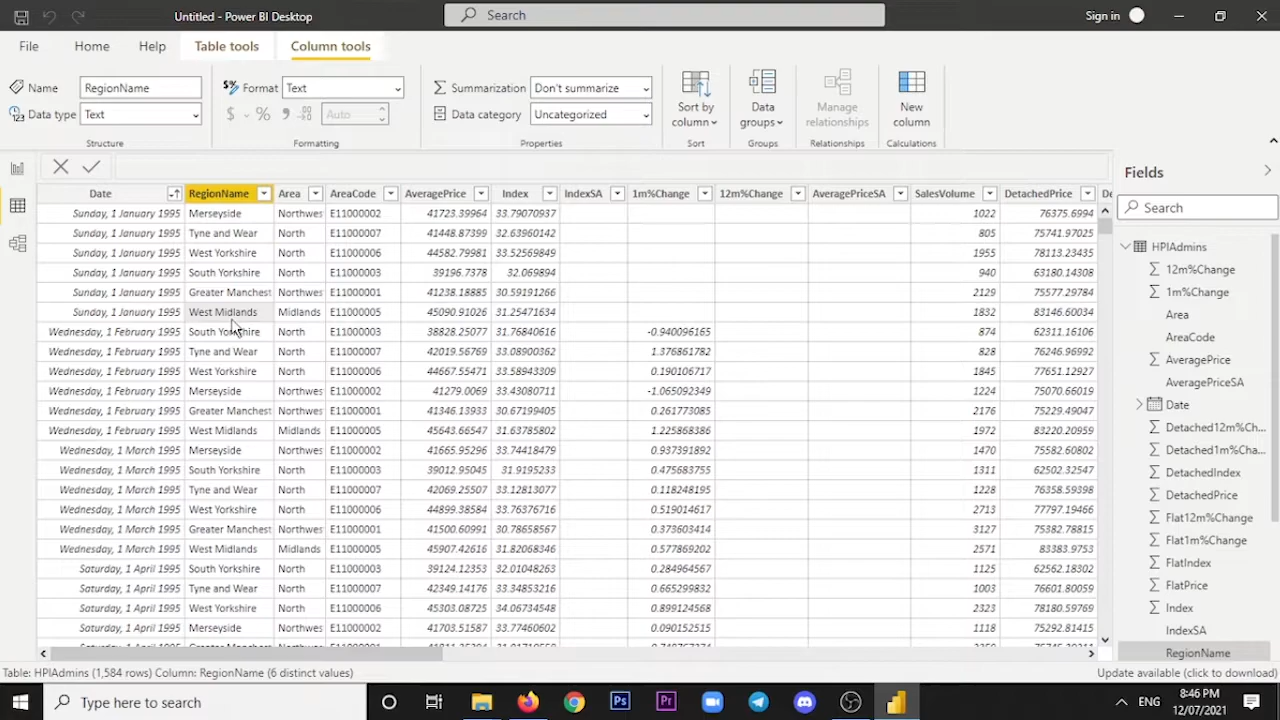 Untitled - Power BI Desktop
Search
Sign in
File
Home
Help
Table tools
Column tools
Name
RegionName
Format
Text
Summarization
Don't summarize
Data type
Text
$ % Auto
Data category
Uncategorized
Sort by column
Data groups
Manage relationships
New column
Structure
Formatting
Properties
Sort
Groups
Relationships
Calculations
Date RegionName Area AreaCode AveragePrice Index IndexSA 1m%Change 12m%Change AveragePriceSA SalesVolume DetachedPrice De
Sunday, 1 January 1995 Merseyside Northwes E11000002 41723.39964 33.79070937 1022 76375.6994
Sunday, 1 January 1995 Tyne and Wear North E11000007 41448.87399 32.63960142 805 75741.97025
Sunday, 1 January 1995 West Yorkshire North E11000006 44582.79981 33.52569849 1955 78113.23435
Sunday, 1 January 1995 South Yorkshire North E11000003 39196.7378 32.069894 940 63180.14308
Sunday, 1 January 1995 Greater Manchest Northwes E11000001 41238.18885 30.59191266 2129 75577.29784
Sunday, 1 January 1995 West Midlands Midlands E11000005 45090.91026 31.25471634 1832 83146.60034
Wednesday, 1 February 1995 South Yorkshire North E11000003 38828.25077 31.76840616 -0.940096165 874 62311.16106
Wednesday, 1 February 1995 Tyne and Wear North E11000007 42019.56769 33.08900362 1.376861782 828 76246.96992
Wednesday, 1 February 1995 West Yorkshire North E11000006 44667.55471 33.58943309 0.190106717 1845 77651.12927
Wednesday, 1 February 1995 Merseyside Northwes E11000002 41279.0069 33.43080711 -1.065092349 1224 75070.66019
Wednesday, 1 February 1995 Greater Manchest Northwes E11000001 41346.13933 30.67199405 0.261773085 2176 75229.49047
Wednesday, 1 February 1995 West Midlands Midlands E11000005 45643.66547 31.63785802 1.225868386 1972 83220.20959
Wednesday, 1 March 1995 Merseyside Northwes E11000002 41665.95296 33.74418479 0.937391892 1470 75582.60802
Wednesday, 1 March 1995 South Yorkshire North E11000003 39012.95045 31.9195233 0.475683755 1311 62502.32547
Wednesday, 1 March 1995 Tyne and Wear North E11000007 42069.25507 33.12813077 0.118248195 1228 76358.59398
Wednesday, 1 March 1995 West Yorkshire North E11000006 44899.38584 33.76376716 0.519014617 2713 77797.19466
Wednesday, 1 March 1995 Greater Manchest Northwes E11000001 41500.60991 30.78658567 0.373603414 3127 75382.78815
Wednesday, 1 March 1995 West Midlands Midlands E11000005 45907.42616 31.82068346 0.577869202 2571 83383.9753
Saturday, 1 April 1995 South Yorkshire North E11000003 39124.12353 32.01048263 0.284964567 1125 62562.18302
Saturday, 1 April 1995 Tyne and Wear North E11000007 42349.14176 33.34853216 0.665299832 1003 76601.80059
Saturday, 1 April 1995 West Yorkshire North E11000006 45303.08725 34.06734548 0.899124568 2323 78180.59769
Saturday, 1 April 1995 Merseyside Northwes E11000002 41703.51587 33.77460602 0.090152515 1118 75292.81415
Fields
Search
HPIAdmins
12m%Change
1m%Change
Area
AreaCode
AveragePrice
AveragePriceSA
Date
Detached12m%Ch...
Detached1m%Cha...
DetachedIndex
DetachedPrice
Flat12m%Change
Flat1m%Change
FlatIndex
FlatPrice
Index
IndexSA
RegionName
Table: HPIAdmins (1,584 rows) Column: RegionName (6 distinct values)
Update available (click to download)
Type here to search
Ps
Pr
ENG
8:46 PM
12/07/2021